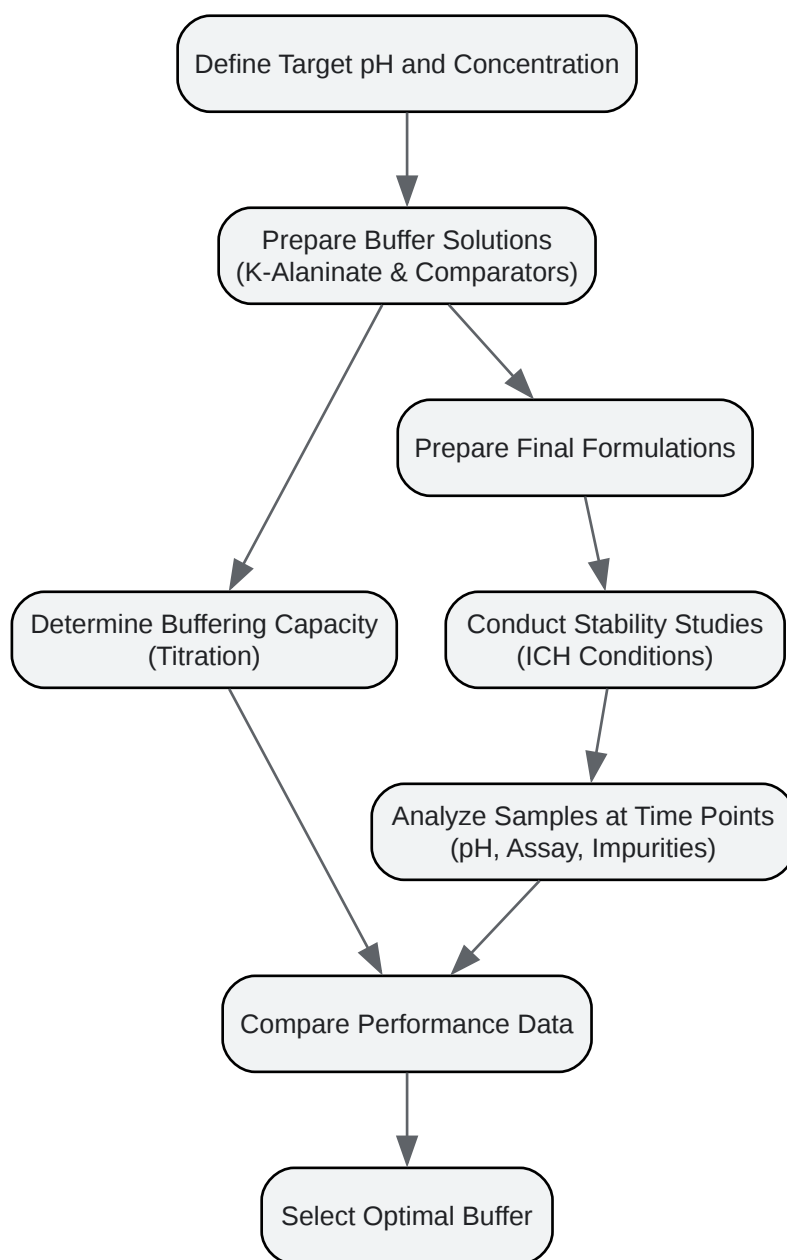 Define Target pH and Concentration
Prepare Buffer Solutions
(K-Alaninate & Comparators)
Prepare Final Formulations
Determine Buffering Capacity
(Titration)
Conduct Stability Studies
(ICH Conditions)
Analyze Samples at Time Points
(pH, Assay, Impurities)
Compare Performance Data
Select Optimal Buffer